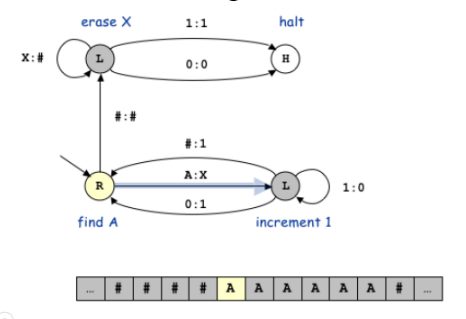 erase X
1:1
halt
X:#
L
H
0:0
#:#
#:1
A:X
R
L
1:0
0:1
find A
increment 1
... # # # # A A A A A A # ...